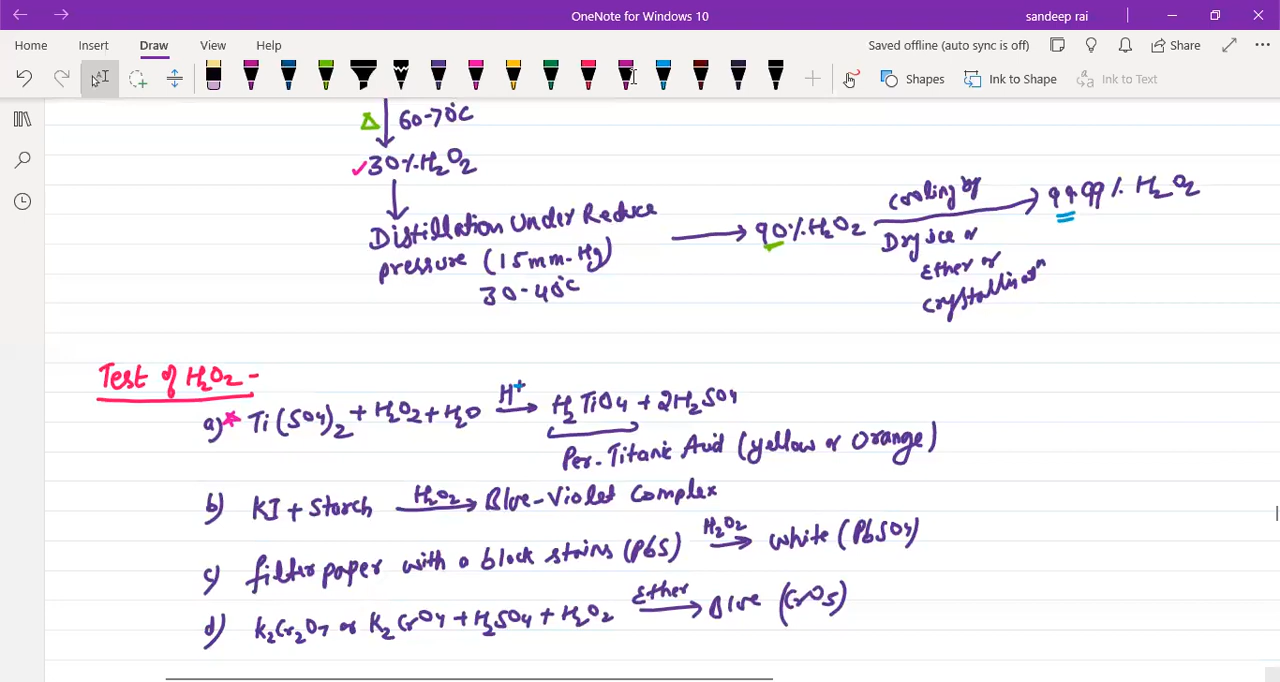 OneNote for Windows 10
sandeep rai
Home Insert Draw View Help
Saved offline (auto sync is off)
Share
Shapes
Ink to Shape
Ink to Text
Δ 60-70°C
✓30%H₂O₂
Distillation Under Reduce
pressure (15mm-Hg)
30-40°C
90%H₂O₂
cooling by
Dry ice or
Ether or
crystallisatⁿ
99.99% H₂O₂
Test of H₂O₂ -
a)* Ti(SO₄)₂ + H₂O₂ + H₂O →(H⁺) H₂TiO₄ + 2H₂SO₄
Per-Titanic Acid (yellow or Orange)
b) KI + Starch →(H₂O₂) Blue-Violet Complex
c) filter paper with a black stains (PbS) →(H₂O₂) white (PbSO₄)
d) K₂Cr₂O₇ or K₂CrO₄ + H₂SO₄ + H₂O₂ →(Ether) Blue (CrO₅)